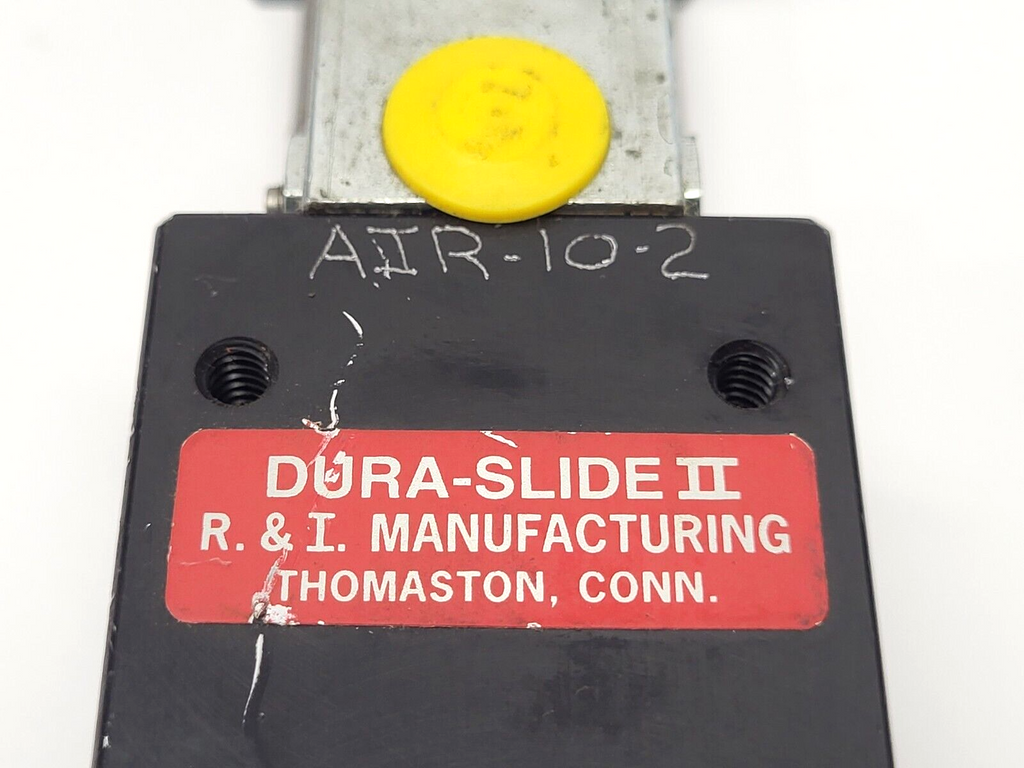 AIR-10-2
DURA-SLIDE II
R. & I. MANUFACTURING
THOMASTON, CONN.